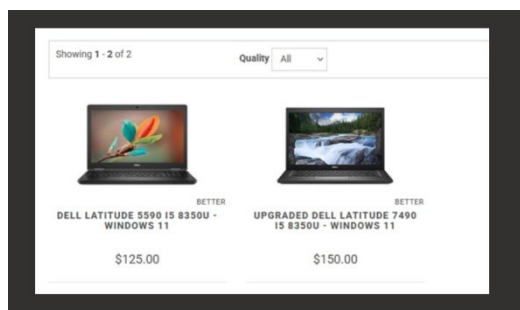 Showing 1 - 2 of 2
Quality All
BETTER
DELL LATITUDE 5590 I5 8350U -
WINDOWS 11
$125.00
BETTER
UPGRADED DELL LATITUDE 7490
I5 8350U - WINDOWS 11
$150.00